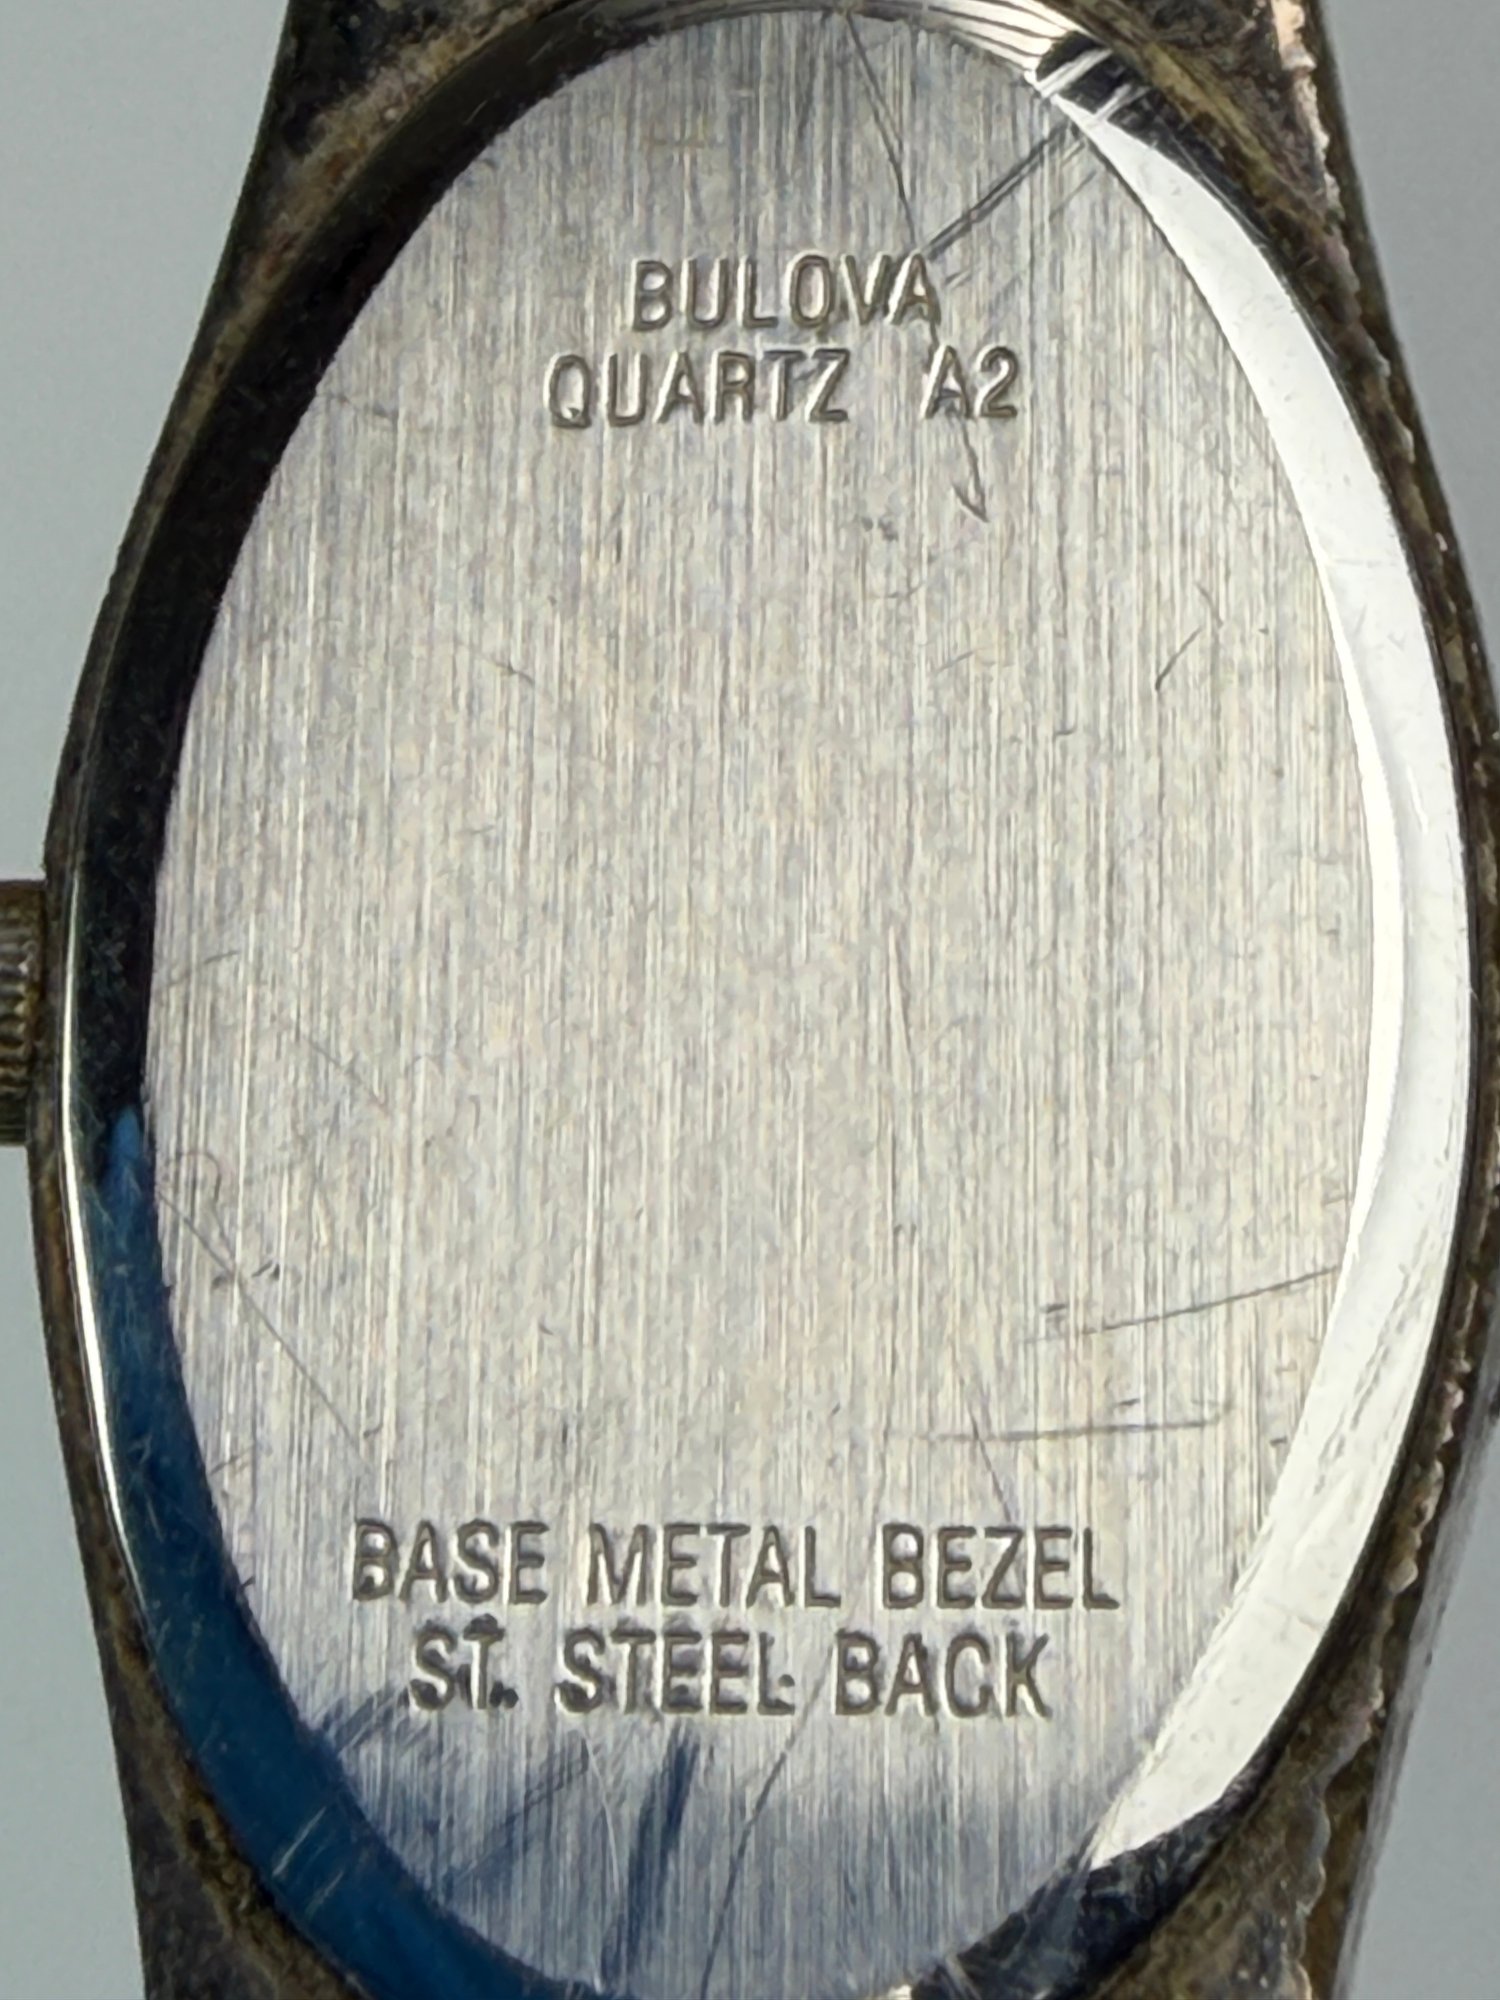 BULOVA
QUARTZ A2
BASE METAL BEZEL
ST. STEEL BACK